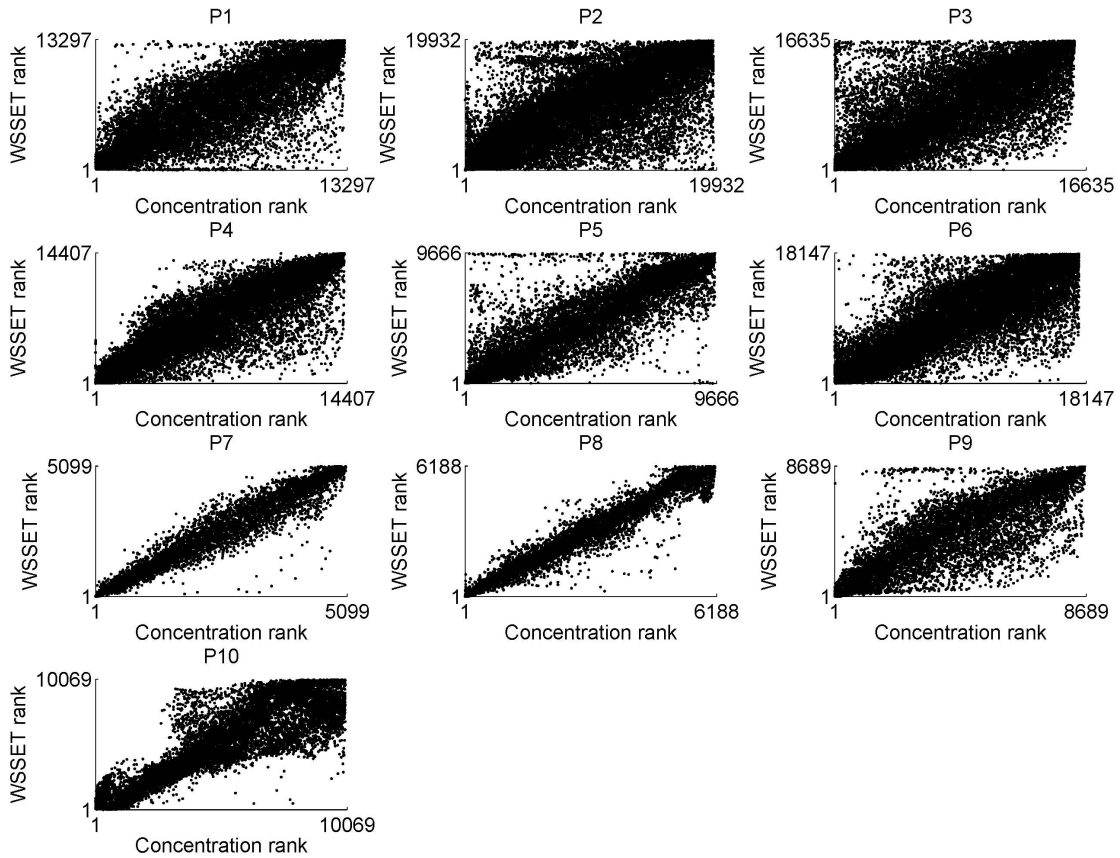 P1
13297
WSSET rank
1
1
13297
Concentration rank
P2
19932
WSSET rank
1
1
19932
Concentration rank
P3
16635
WSSET rank
1
1
16635
Concentration rank
P4
14407
WSSET rank
1
1
14407
Concentration rank
P5
9666
WSSET rank
1
1
9666
Concentration rank
P6
18147
WSSET rank
1
1
18147
Concentration rank
P7
5099
WSSET rank
1
1
5099
Concentration rank
P8
6188
WSSET rank
1
1
6188
Concentration rank
P9
8689
WSSET rank
1
1
8689
Concentration rank
P10
10069
WSSET rank
1
1
10069
Concentration rank